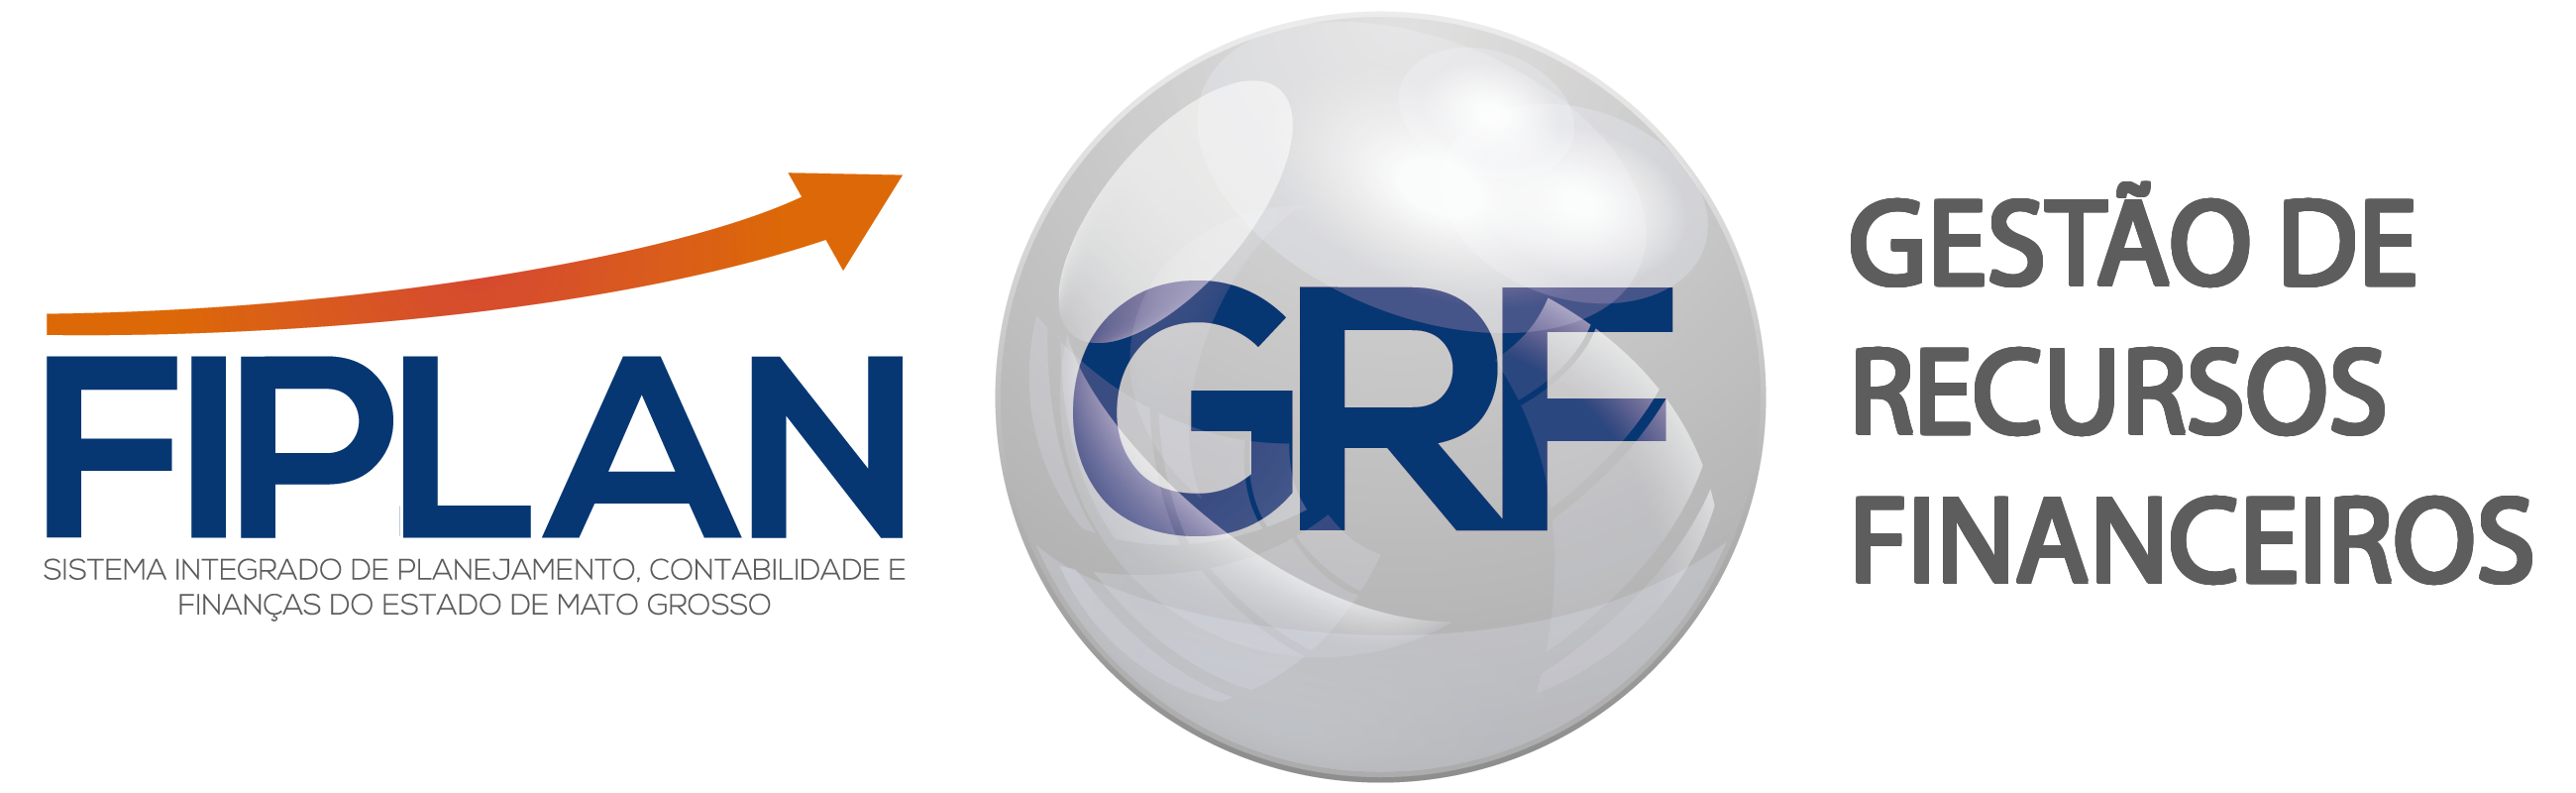 FIPLAN
SISTEMA INTEGRADO DE PLANEJAMENTO, CONTABILIDADE E
FINANÇAS DO ESTADO DE MATO GROSSO
GRF
GESTÃO DE
RECURSOS
FINANCEIROS